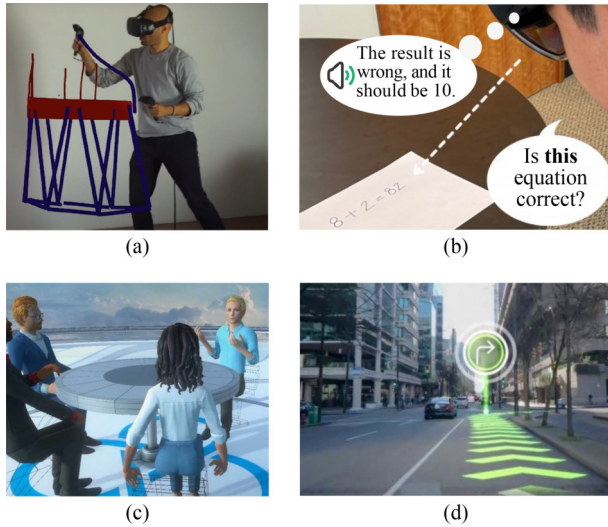 The result is
wrong, and it
should be 10.
Is this
equation
correct?
8 + 2 = 82
(a)
(b)
(c)
(d)